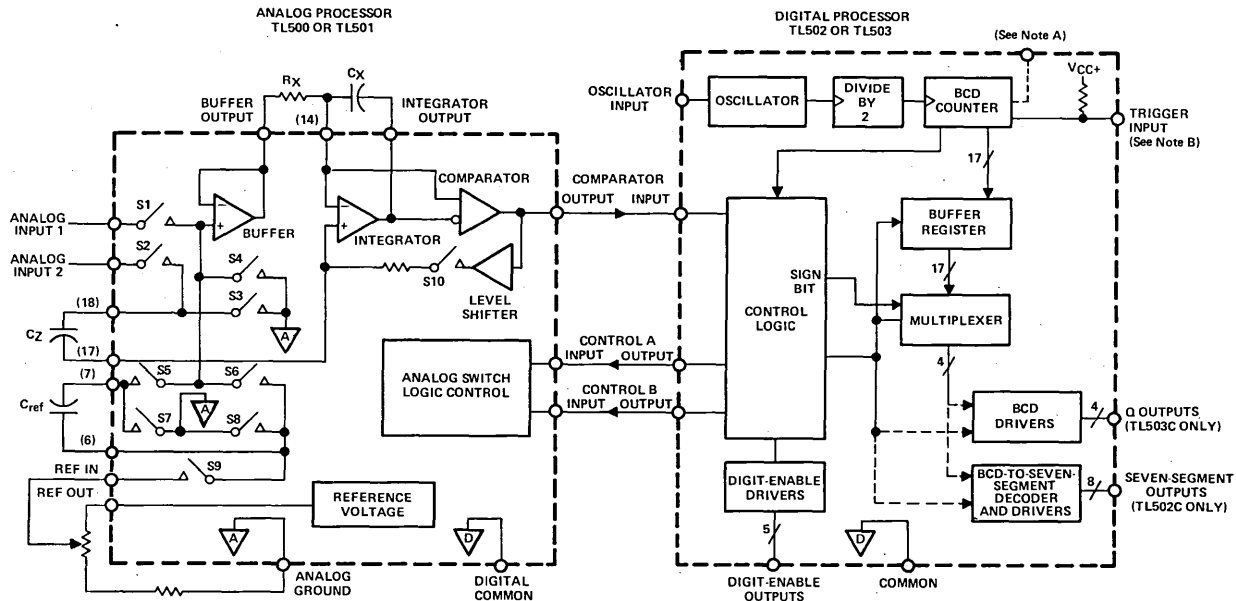 ANALOG PROCESSOR
TL500 OR TL501
DIGITAL PROCESSOR
TL502 OR TL503
(See Note A)
RX
CX
BUFFER
OUTPUT
(14)
INTEGRATOR
OUTPUT
OSCILLATOR
INPUT
OSCILLATOR
DIVIDE
BY
2
BCD
COUNTER
VCC+
TRIGGER
INPUT
(See Note B)
17
COMPARATOR
ANALOG
INPUT 1
S1
−
+
BUFFER
−
+
INTEGRATOR
COMPARATOR
OUTPUT
INPUT
BUFFER
REGISTER
ANALOG
INPUT 2
S2
S4
S10
LEVEL
SHIFTER
17
S3
(18)
A
SIGN
BIT
CONTROL
LOGIC
MULTIPLEXER
CZ
(17)
4
CONTROL A
INPUT
OUTPUT
(7)
S5
S6
ANALOG SWITCH
LOGIC CONTROL
CONTROL B
INPUT
OUTPUT
Cref
A
S7
S8
BCD
DRIVERS
4
Q OUTPUTS
(TL503C ONLY)
(6)
S9
REF IN
REF OUT
DIGIT-ENABLE
DRIVERS
BCD-TO-SEVEN-
SEGMENT
DECODER
AND DRIVERS
8
SEVEN-SEGMENT
OUTPUTS
(TL502C ONLY)
REFERENCE
VOLTAGE
A
D
5
D
ANALOG
GROUND
DIGITAL
COMMON
DIGIT-ENABLE
OUTPUTS
COMMON